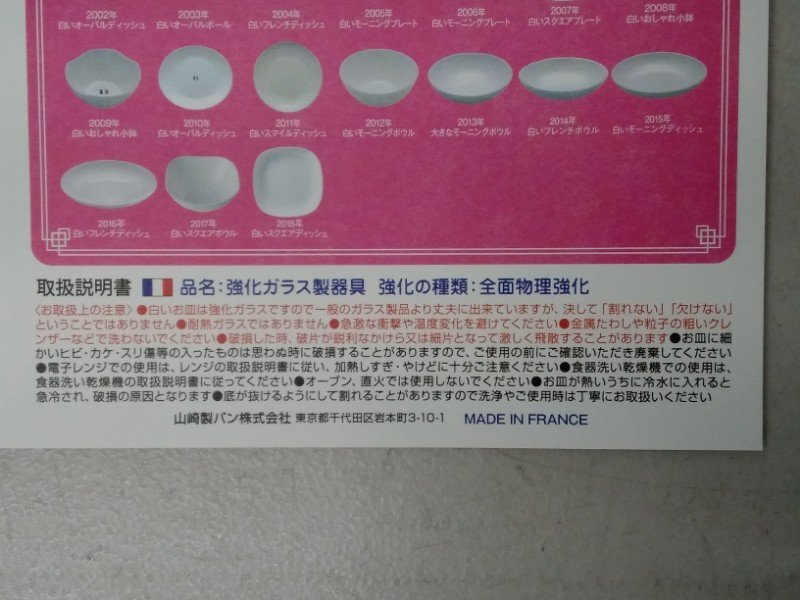 2002年 2003年 2004年 2005年 2006年 2007年 2008年
白いオーバルディッシュ 白いオーバルボール 白いフレンチディッシュ 白いモーニングプレート 白いモーニングプレート 白いスクエアプレート 白いおしゃれ小鉢
2009年 2010年 2011年 2012年 2013年 2014年 2015年
白いおしゃれ小鉢 白いオーバルディッシュ 白いスマイルディッシュ 白いモーニングボウル 大きなモーニングボウル 白いフレンチボウル 白いモーニングディッシュ
2016年 2017年 2018年
白いフレンチディッシュ 白いスクエアボウル 白いスクエアディッシュ
取扱説明書 品名:強化ガラス製器具 強化の種類:全面物理強化
〈お取扱上の注意〉●白いお皿は強化ガラスですので一般のガラス製品より丈夫に出来ていますが、決して「割れない」「欠けない」
ということではありません●耐熱ガラスではありません●急激な衝撃や温度変化を避けてください●金属たわしや粒子の粗いクレ
ンザーなどで洗わないでください●破損した時、破片が鋭利なかけら又は細片となって激しく飛散することがあります●お皿に細
かいヒビ・カケ・スリ傷等の入ったものは思わぬ時に破損することがありますので、ご使用の前にご確認いただき廃棄してください
●電子レンジでの使用は、レンジの取扱説明書に従い、加熱しすぎ・やけどに十分ご注意ください●食器洗い乾燥機での使用は、
食器洗い乾燥機の取扱説明書に従ってください●オーブン、直火では使用しないでください●お皿が熱いうちに冷水に入れると
急冷され、破損の原因となります●底が抜けるようにして割れることがありますので洗浄やご使用時は丁寧にお取扱いください
山崎製パン株式会社 東京都千代田区岩本町3-10-1 MADE IN FRANCE